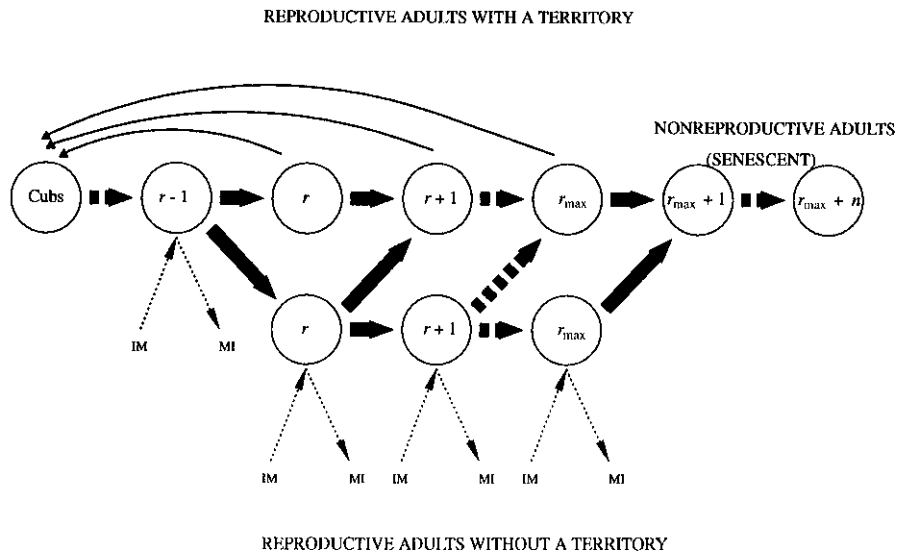 REPRODUCTIVE ADULTS WITH A TERRITORY
NONREPRODUCTIVE ADULTS
(SENESCENT)
Cubs
r - 1
r
r + 1
r_max
r_max + 1
r_max + n
r
r + 1
r_max
IM
MI
IM
MI
IM
MI
IM
MI
REPRODUCTIVE ADULTS WITHOUT A TERRITORY